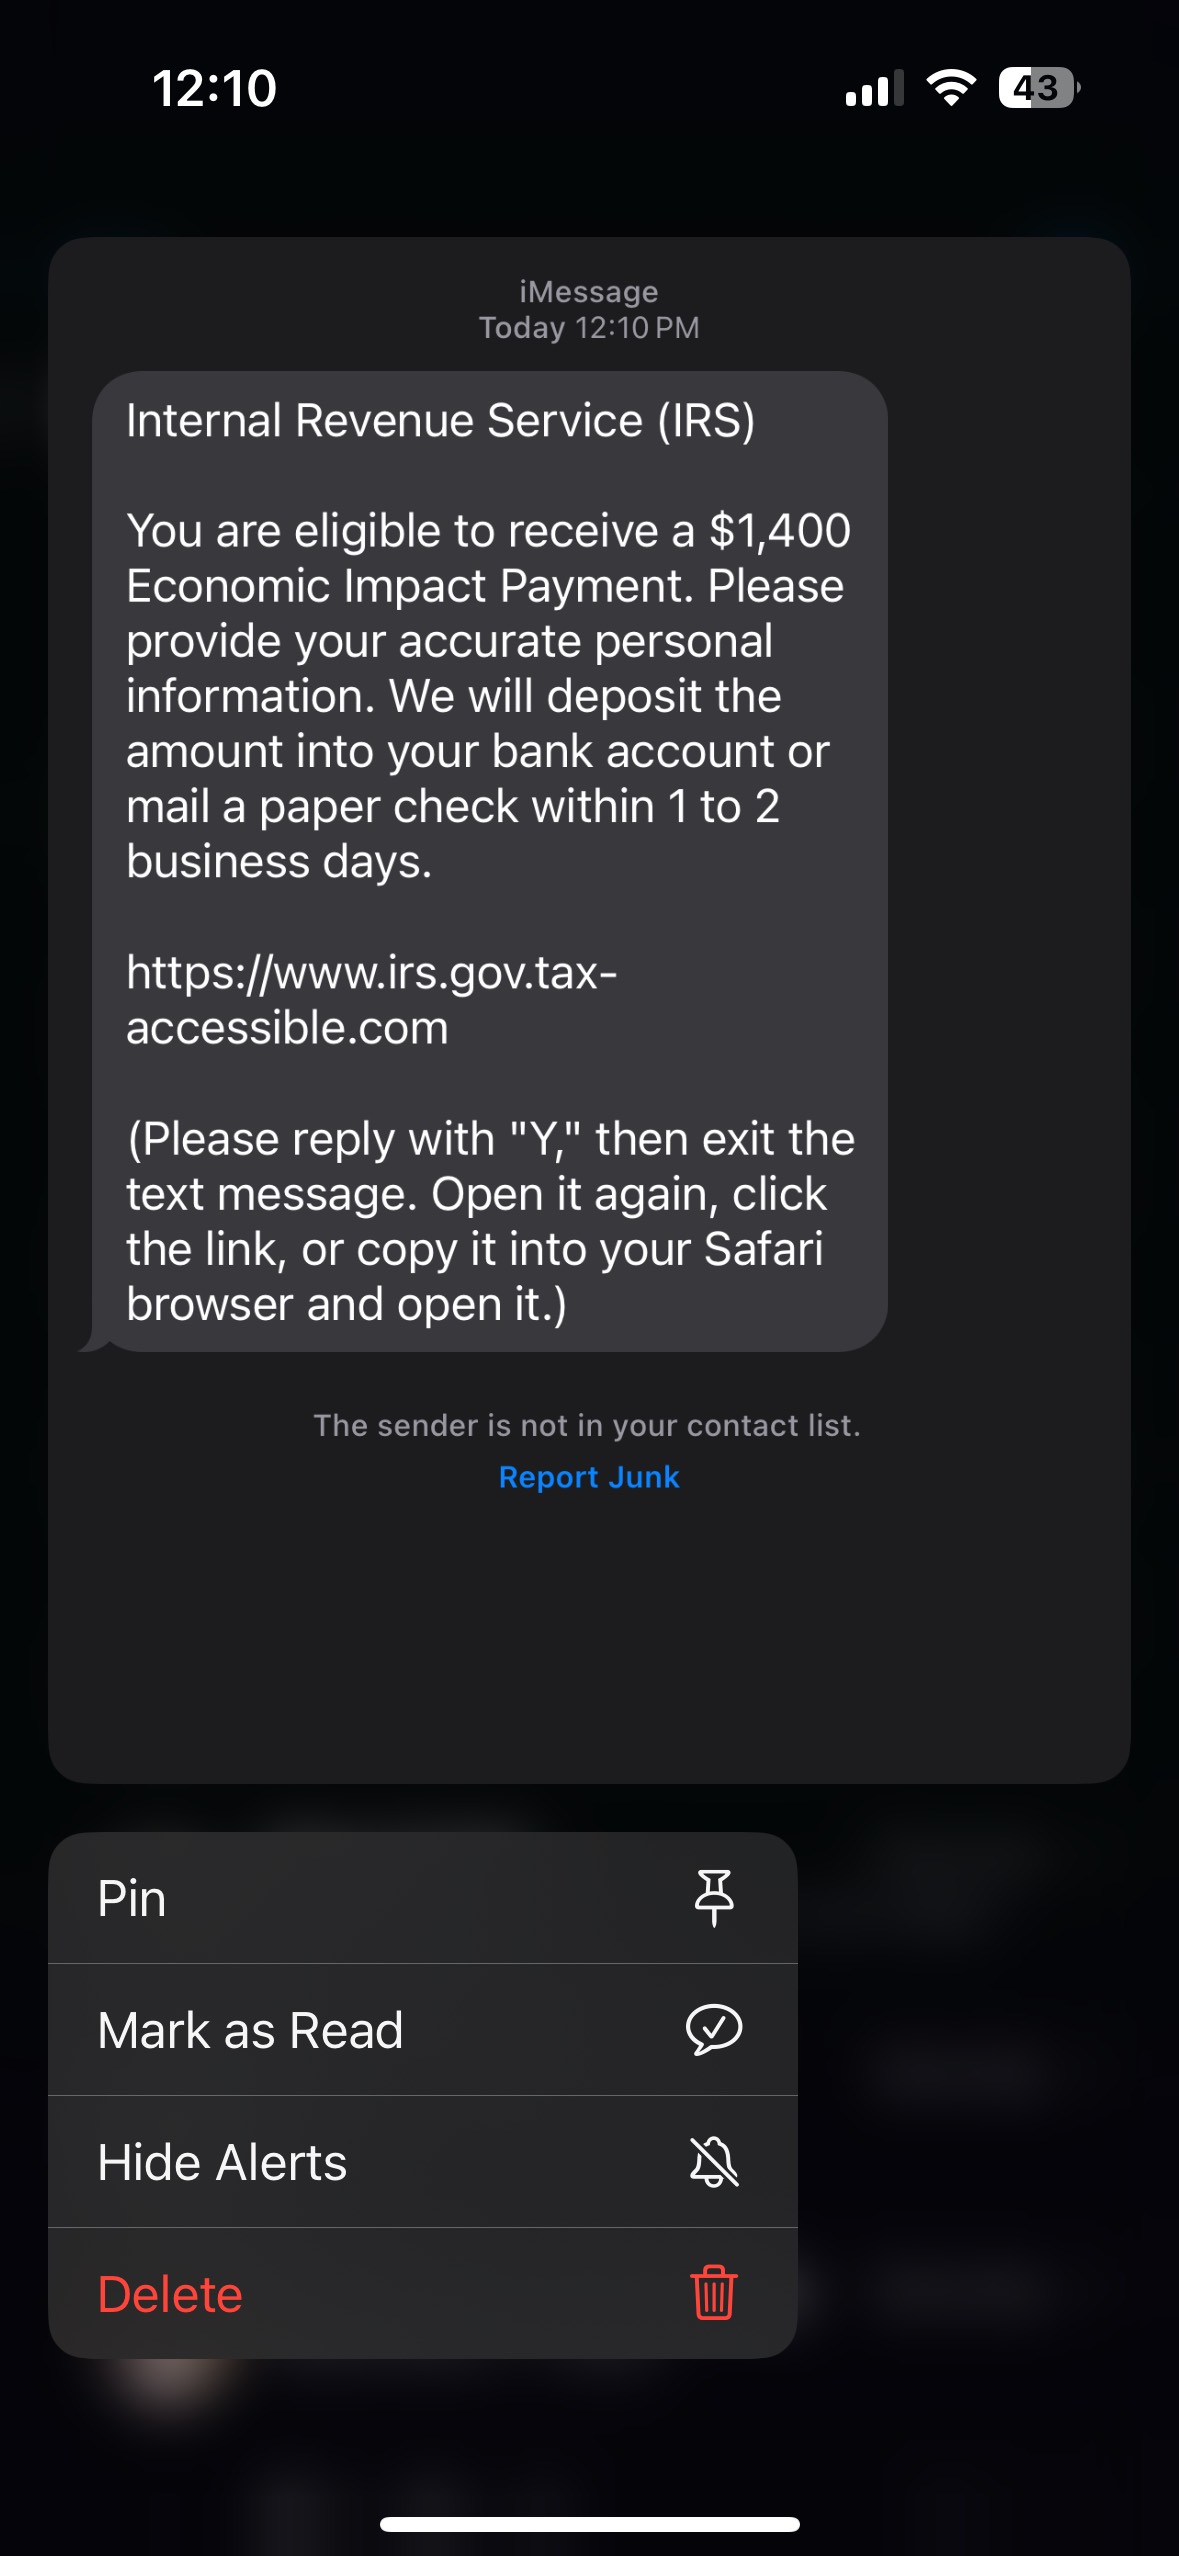 12:10
43
iMessage
Today 12:10 PM
Internal Revenue Service (IRS)
You are eligible to receive a $1,400
Economic Impact Payment. Please
provide your accurate personal
information. We will deposit the
amount into your bank account or
mail a paper check within 1 to 2
business days.
https://www.irs.gov.tax-
accessible.com
(Please reply with "Y," then exit the
text message. Open it again, click
the link, or copy it into your Safari
browser and open it.)
The sender is not in your contact list.
Report Junk
Pin
Mark as Read
Hide Alerts
Delete